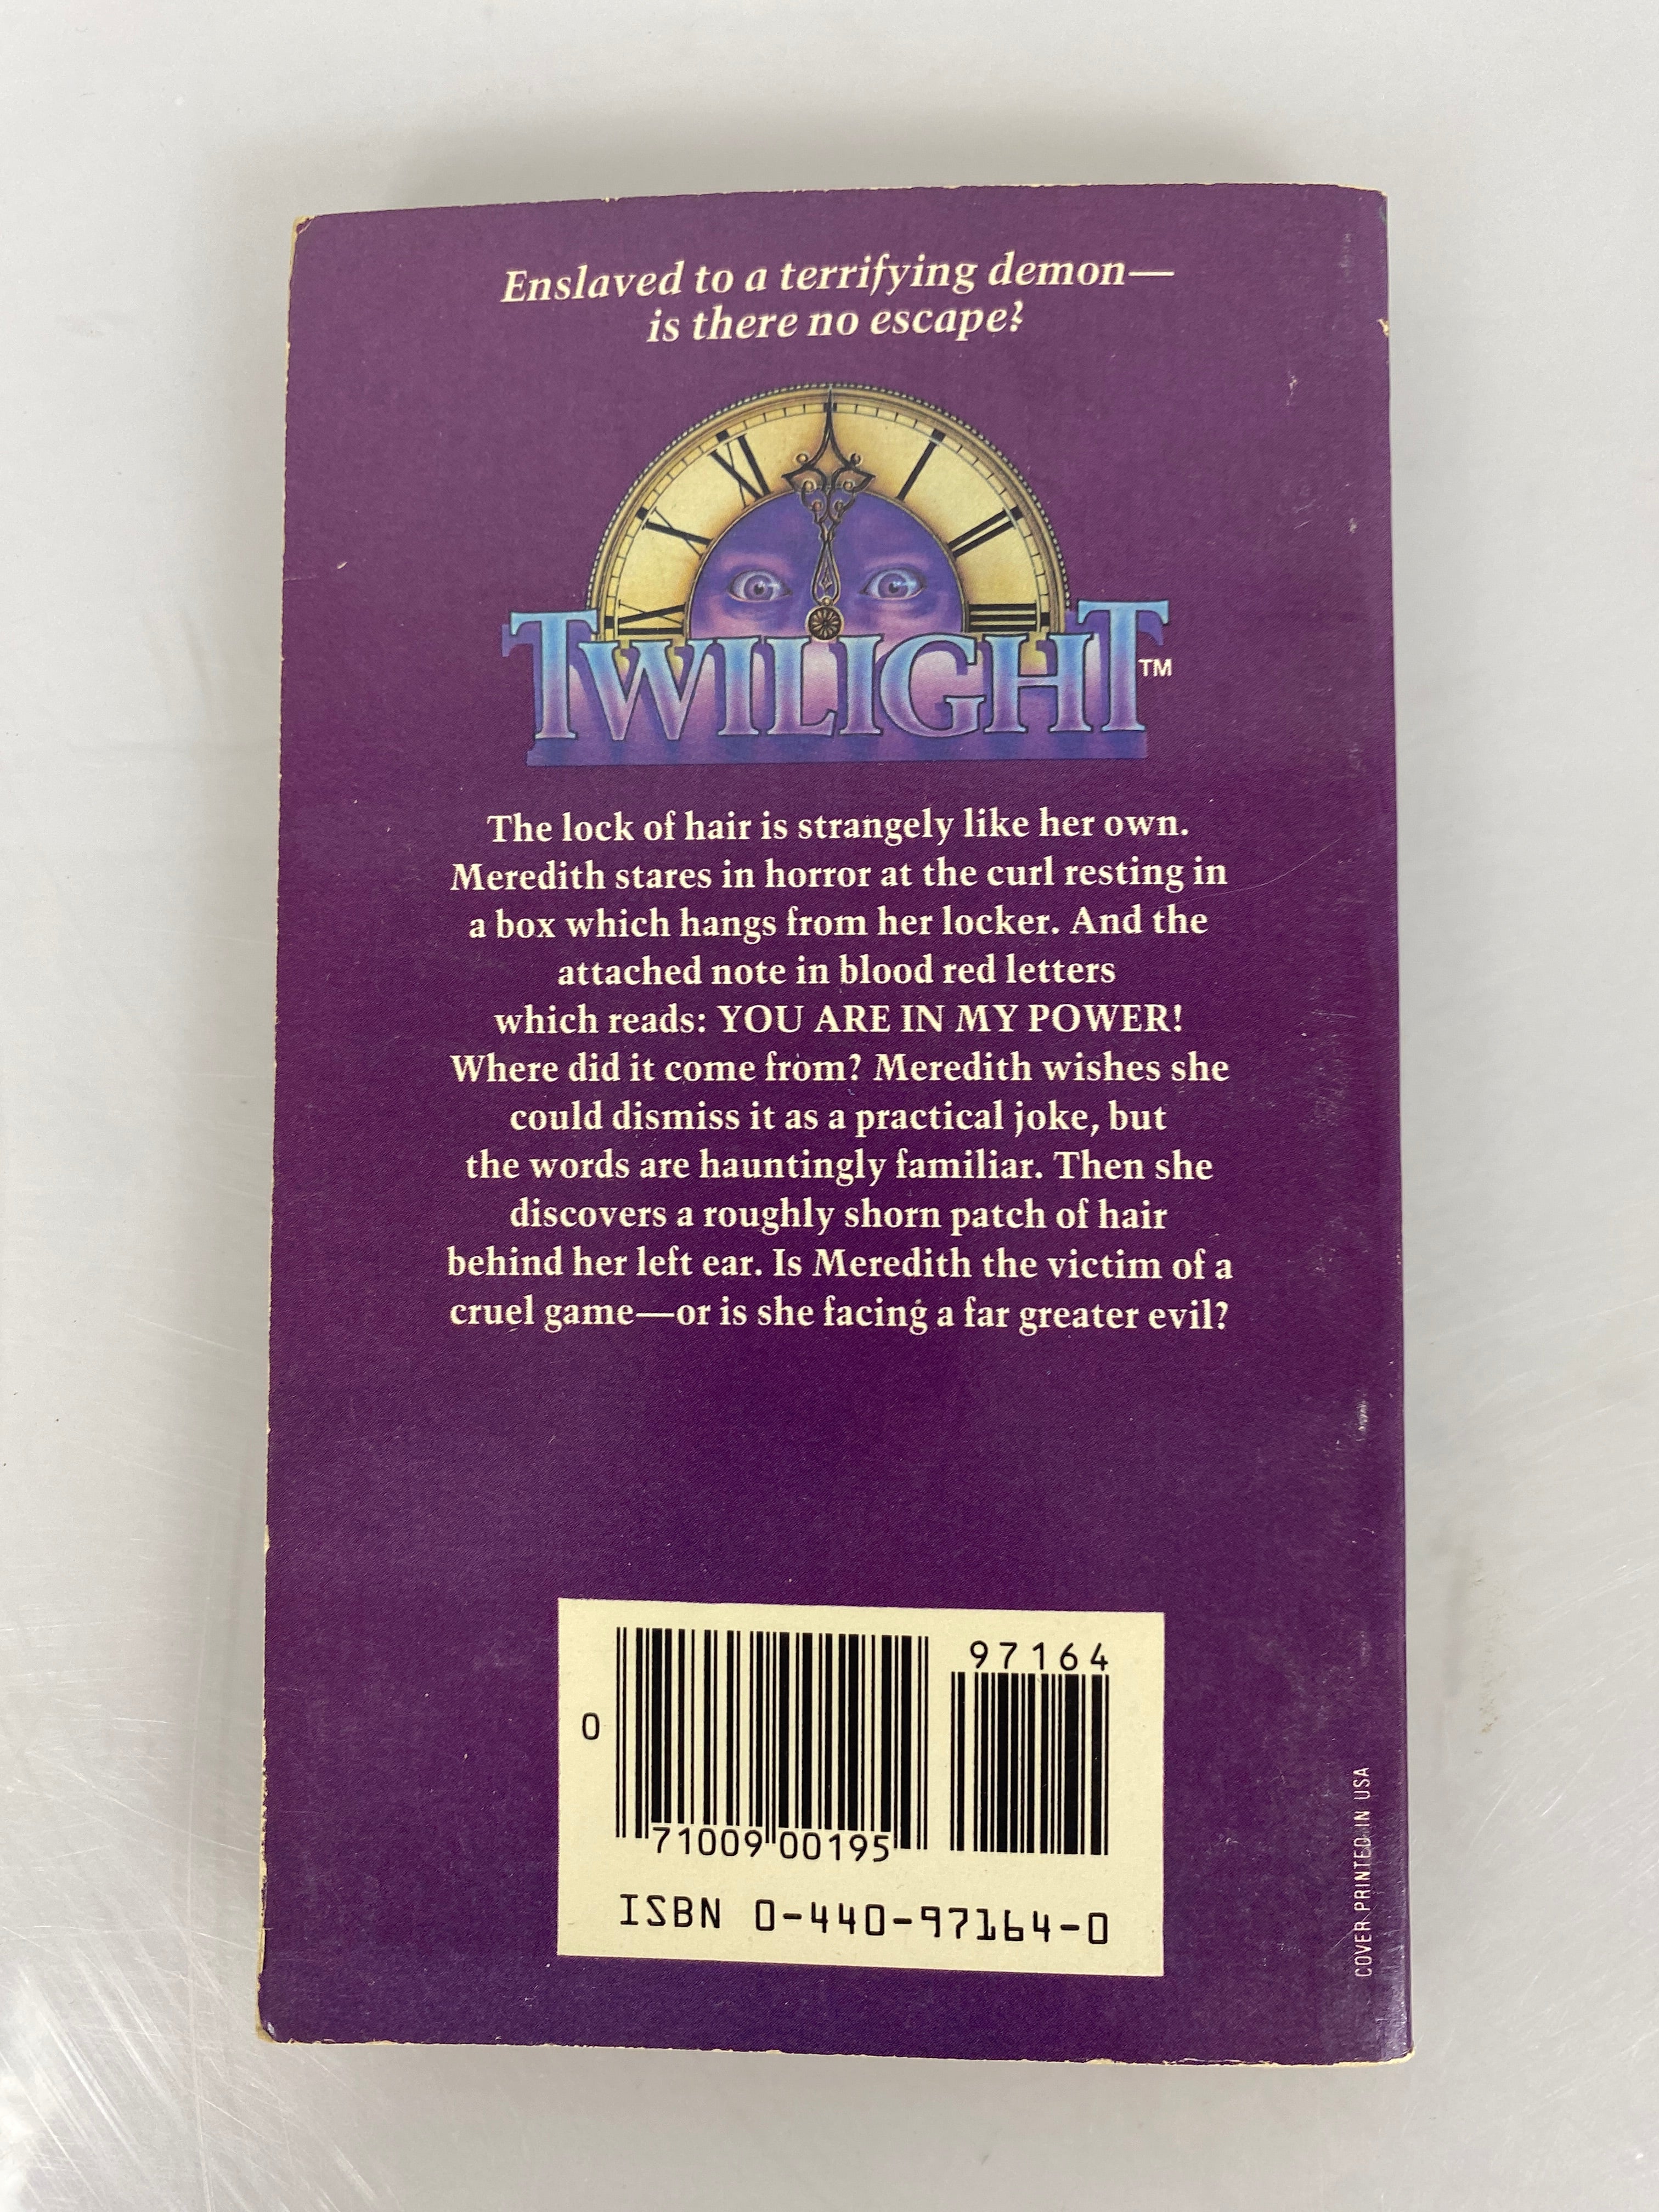 Enslaved to a terrifying demon—
is there no escape?
XI I
X II
IX III
TWILIGHT™
The lock of hair is strangely like her own.
Meredith stares in horror at the curl resting in
a box which hangs from her locker. And the
attached note in blood red letters
which reads: YOU ARE IN MY POWER!
Where did it come from? Meredith wishes she
could dismiss it as a practical joke, but
the words are hauntingly familiar. Then she
discovers a roughly shorn patch of hair
behind her left ear. Is Meredith the victim of a
cruel game—or is she facing a far greater evil?
97164
0
71009 00195
ISBN 0-440-97164-0
COVER PRINTED IN USA